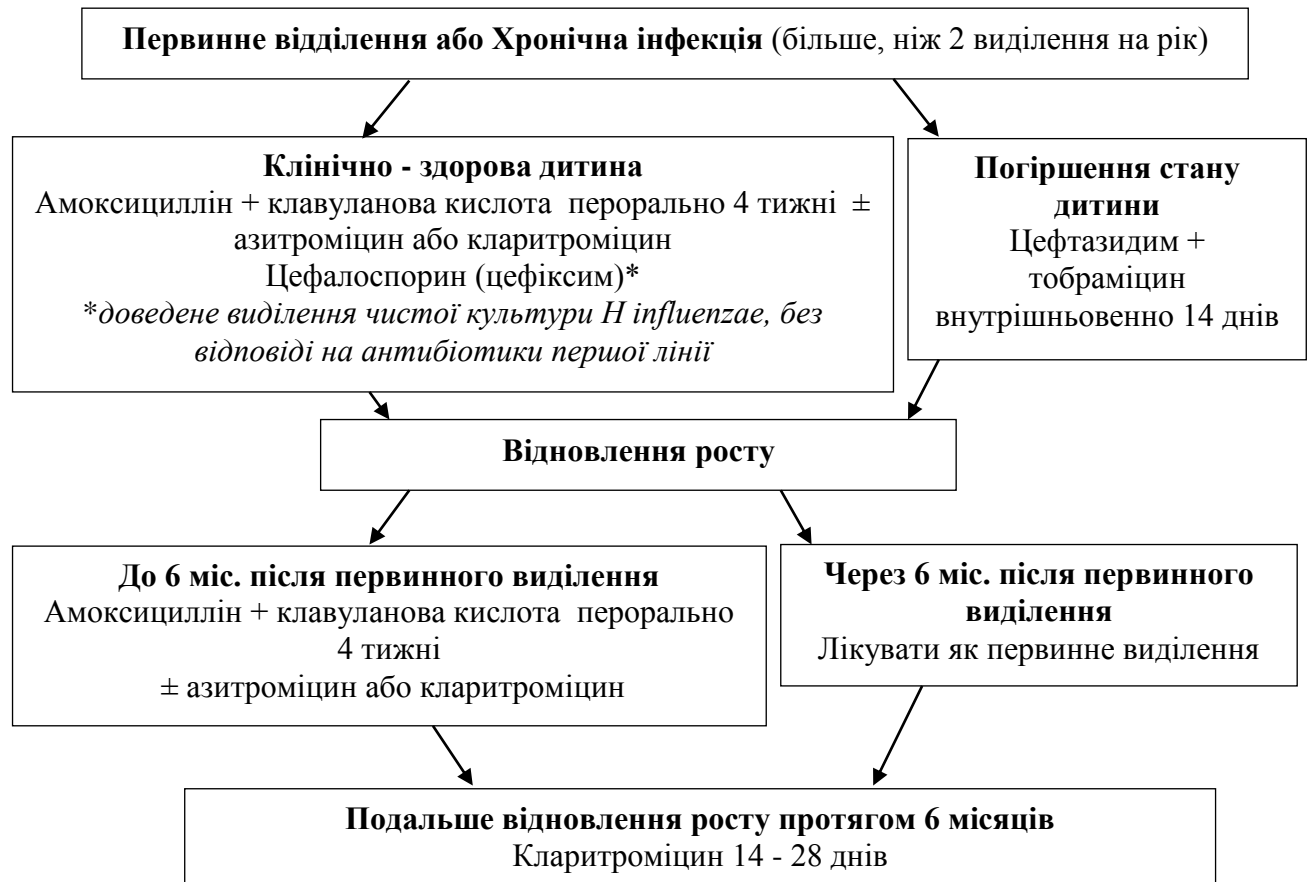 Первинне відділення або Хронічна інфекція (більше, ніж 2 виділення на рік)
Клінічно - здорова дитина
Амоксициллін + клавуланова кислота перорально 4 тижні ±
азитроміцин або кларитроміцин
Цефалоспорин (цефіксим)*
*доведене виділення чистої культури H influenzae, без
відповіді на антибіотики першої лінії
Погіршення стану
дитини
Цефтазидим +
тобраміцин
внутрішньовенно 14 днів
Відновлення росту
До 6 міс. після первинного виділення
Амоксициллін + клавуланова кислота перорально
4 тижні
± азитроміцин або кларитроміцин
Через 6 міс. після первинного
виділення
Лікувати як первинне виділення
Подальше відновлення росту протягом 6 місяців
Кларитроміцин 14 - 28 днів